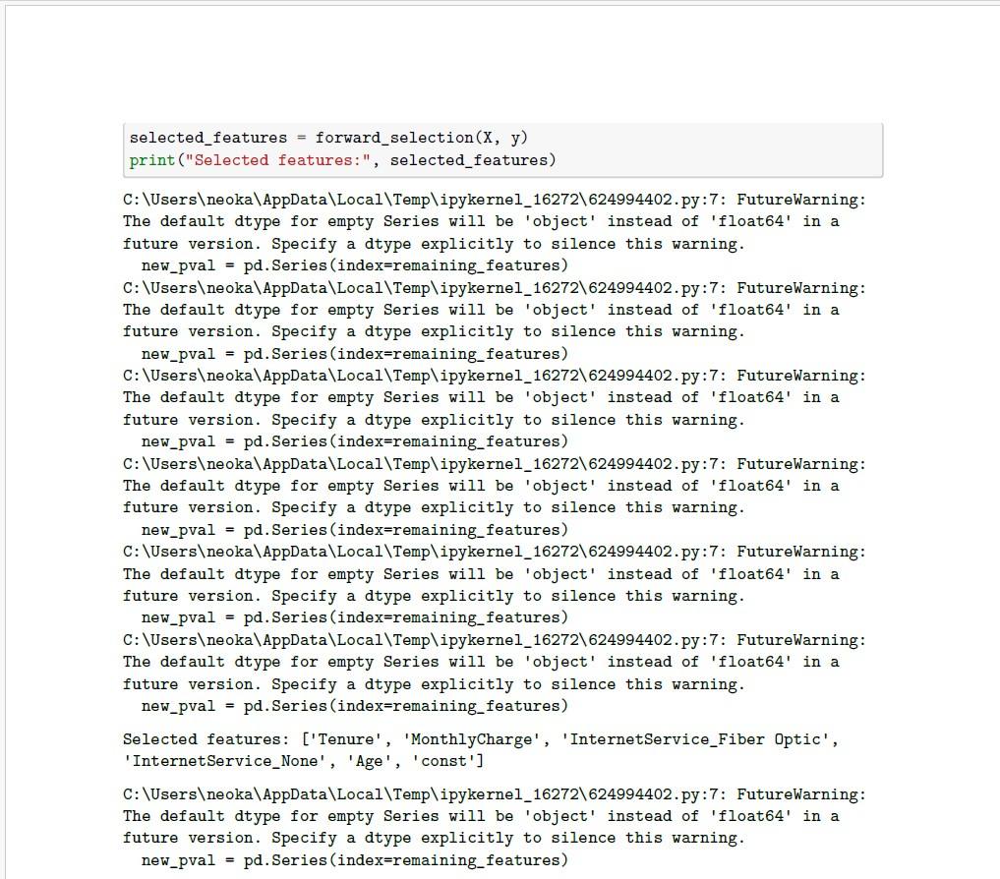 selected_features = forward_selection(X, y)
print("Selected features:", selected_features)
C:\Users\neoka\AppData\Local\Temp\ipykernel_16272\624994402.py:7: FutureWarning:
The default dtype for empty Series will be 'object' instead of 'float64' in a
future version. Specify a dtype explicitly to silence this warning.
  new_pval = pd.Series(index=remaining_features)
C:\Users\neoka\AppData\Local\Temp\ipykernel_16272\624994402.py:7: FutureWarning:
The default dtype for empty Series will be 'object' instead of 'float64' in a
future version. Specify a dtype explicitly to silence this warning.
  new_pval = pd.Series(index=remaining_features)
C:\Users\neoka\AppData\Local\Temp\ipykernel_16272\624994402.py:7: FutureWarning:
The default dtype for empty Series will be 'object' instead of 'float64' in a
future version. Specify a dtype explicitly to silence this warning.
  new_pval = pd.Series(index=remaining_features)
C:\Users\neoka\AppData\Local\Temp\ipykernel_16272\624994402.py:7: FutureWarning:
The default dtype for empty Series will be 'object' instead of 'float64' in a
future version. Specify a dtype explicitly to silence this warning.
  new_pval = pd.Series(index=remaining_features)
C:\Users\neoka\AppData\Local\Temp\ipykernel_16272\624994402.py:7: FutureWarning:
The default dtype for empty Series will be 'object' instead of 'float64' in a
future version. Specify a dtype explicitly to silence this warning.
  new_pval = pd.Series(index=remaining_features)
C:\Users\neoka\AppData\Local\Temp\ipykernel_16272\624994402.py:7: FutureWarning:
The default dtype for empty Series will be 'object' instead of 'float64' in a
future version. Specify a dtype explicitly to silence this warning.
  new_pval = pd.Series(index=remaining_features)
Selected features: ['Tenure', 'MonthlyCharge', 'InternetService_Fiber Optic',
'InternetService_None', 'Age', 'const']
C:\Users\neoka\AppData\Local\Temp\ipykernel_16272\624994402.py:7: FutureWarning:
The default dtype for empty Series will be 'object' instead of 'float64' in a
future version. Specify a dtype explicitly to silence this warning.
  new_pval = pd.Series(index=remaining_features)